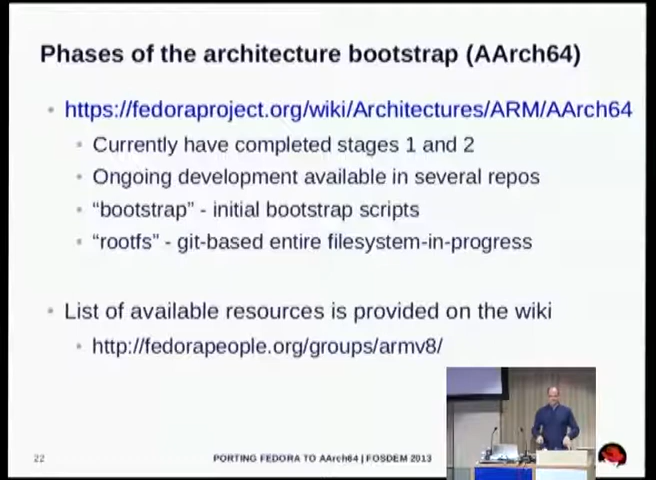 Phases of the architecture bootstrap (AArch64)
https://fedoraproject.org/wiki/Architectures/ARM/AArch64
Currently have completed stages 1 and 2
Ongoing development available in several repos
“bootstrap” - initial bootstrap scripts
“rootfs” - git-based entire filesystem-in-progress
List of available resources is provided on the wiki
http://fedorapeople.org/groups/armv8/
22
PORTING FEDORA TO AArch64 | FOSDEM 2013